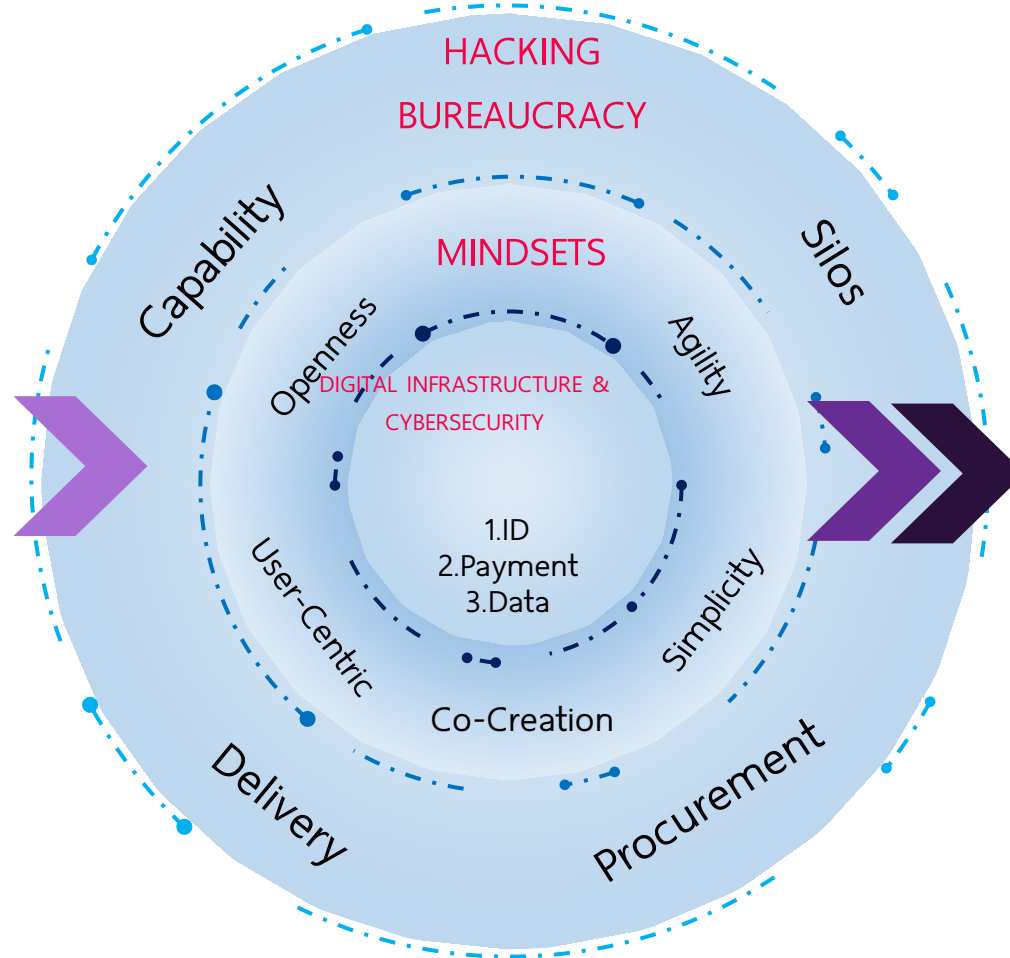 HACKING
BUREAUCRACY
Capability
Silos
MINDSETS
Openness
Agility
DIGITAL INFRASTRUCTURE &
CYBERSECURITY
1.ID
2.Payment
3.Data
User-Centric
Simplicity
Co-Creation
Delivery
Procurement